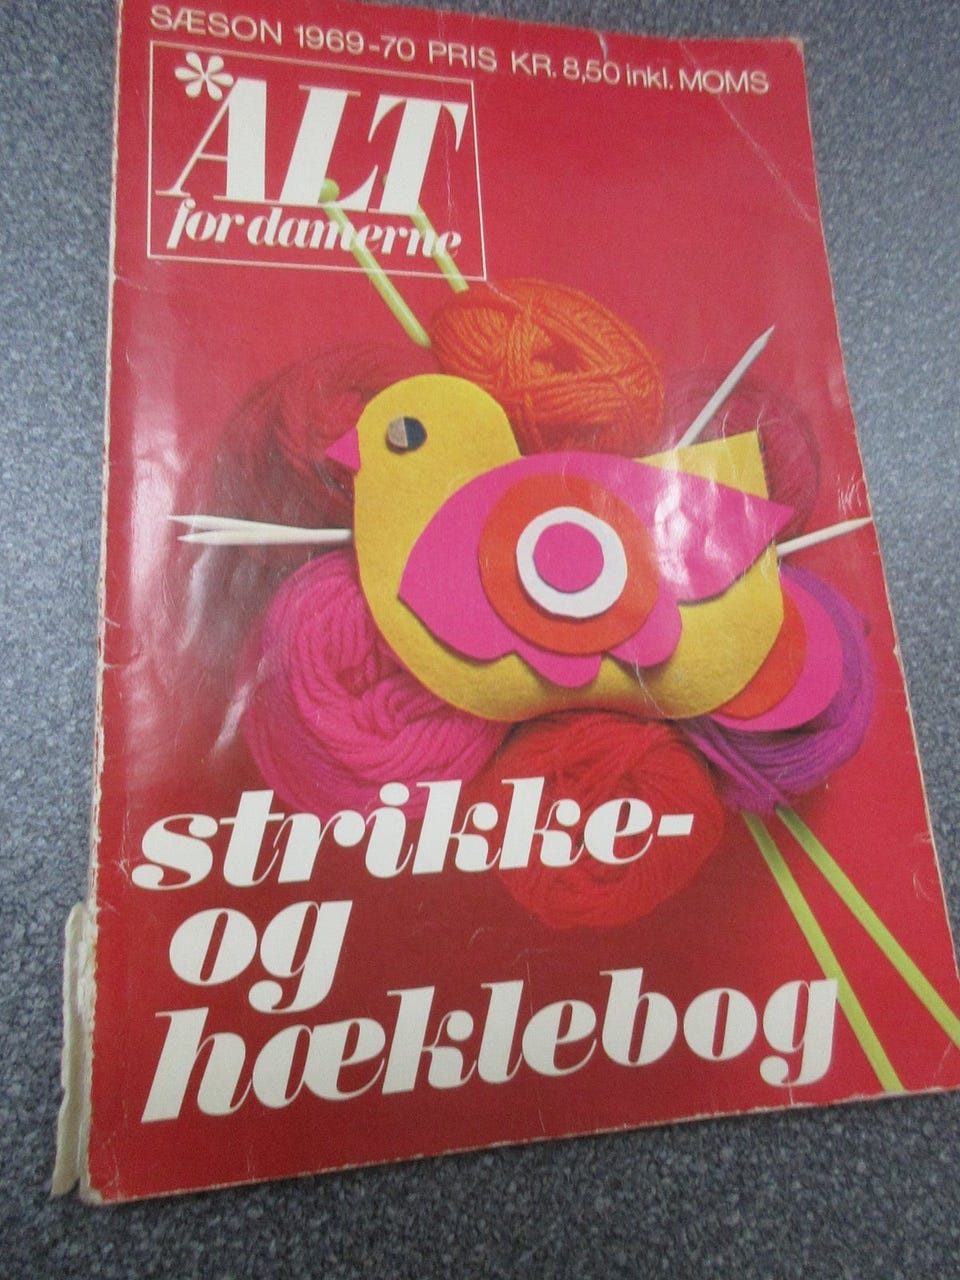 SÆSON 1969-70 PRIS KR. 8,50 inkl. MOMS
*ALT
for damerne
strikke-
og
hæklebog